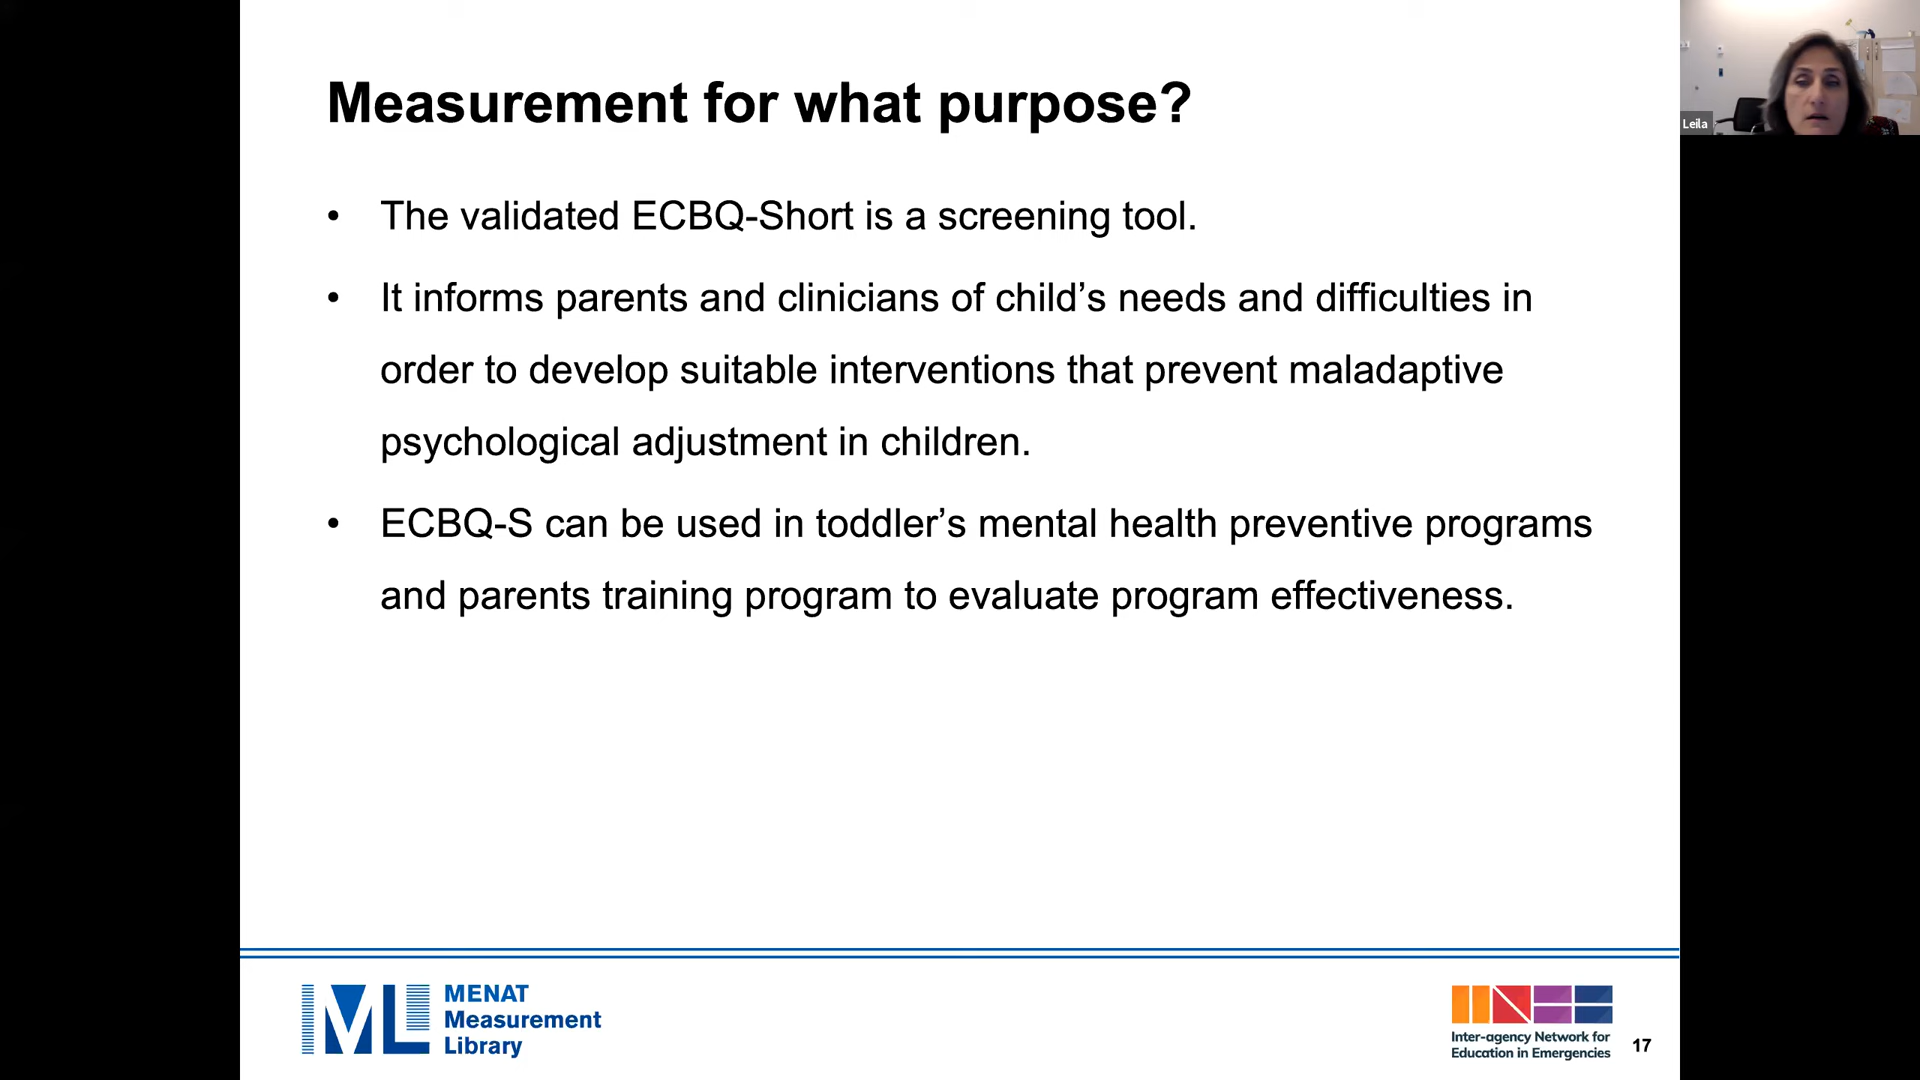 Measurement for what purpose?
• The validated ECBQ-Short is a screening tool.
• It informs parents and clinicians of child’s needs and difficulties in
order to develop suitable interventions that prevent maladaptive
psychological adjustment in children.
• ECBQ-S can be used in toddler’s mental health preventive programs
and parents training program to evaluate program effectiveness.
Leila
ML
MENAT
Measurement
Library
INEE
Inter-agency Network for
Education in Emergencies
17